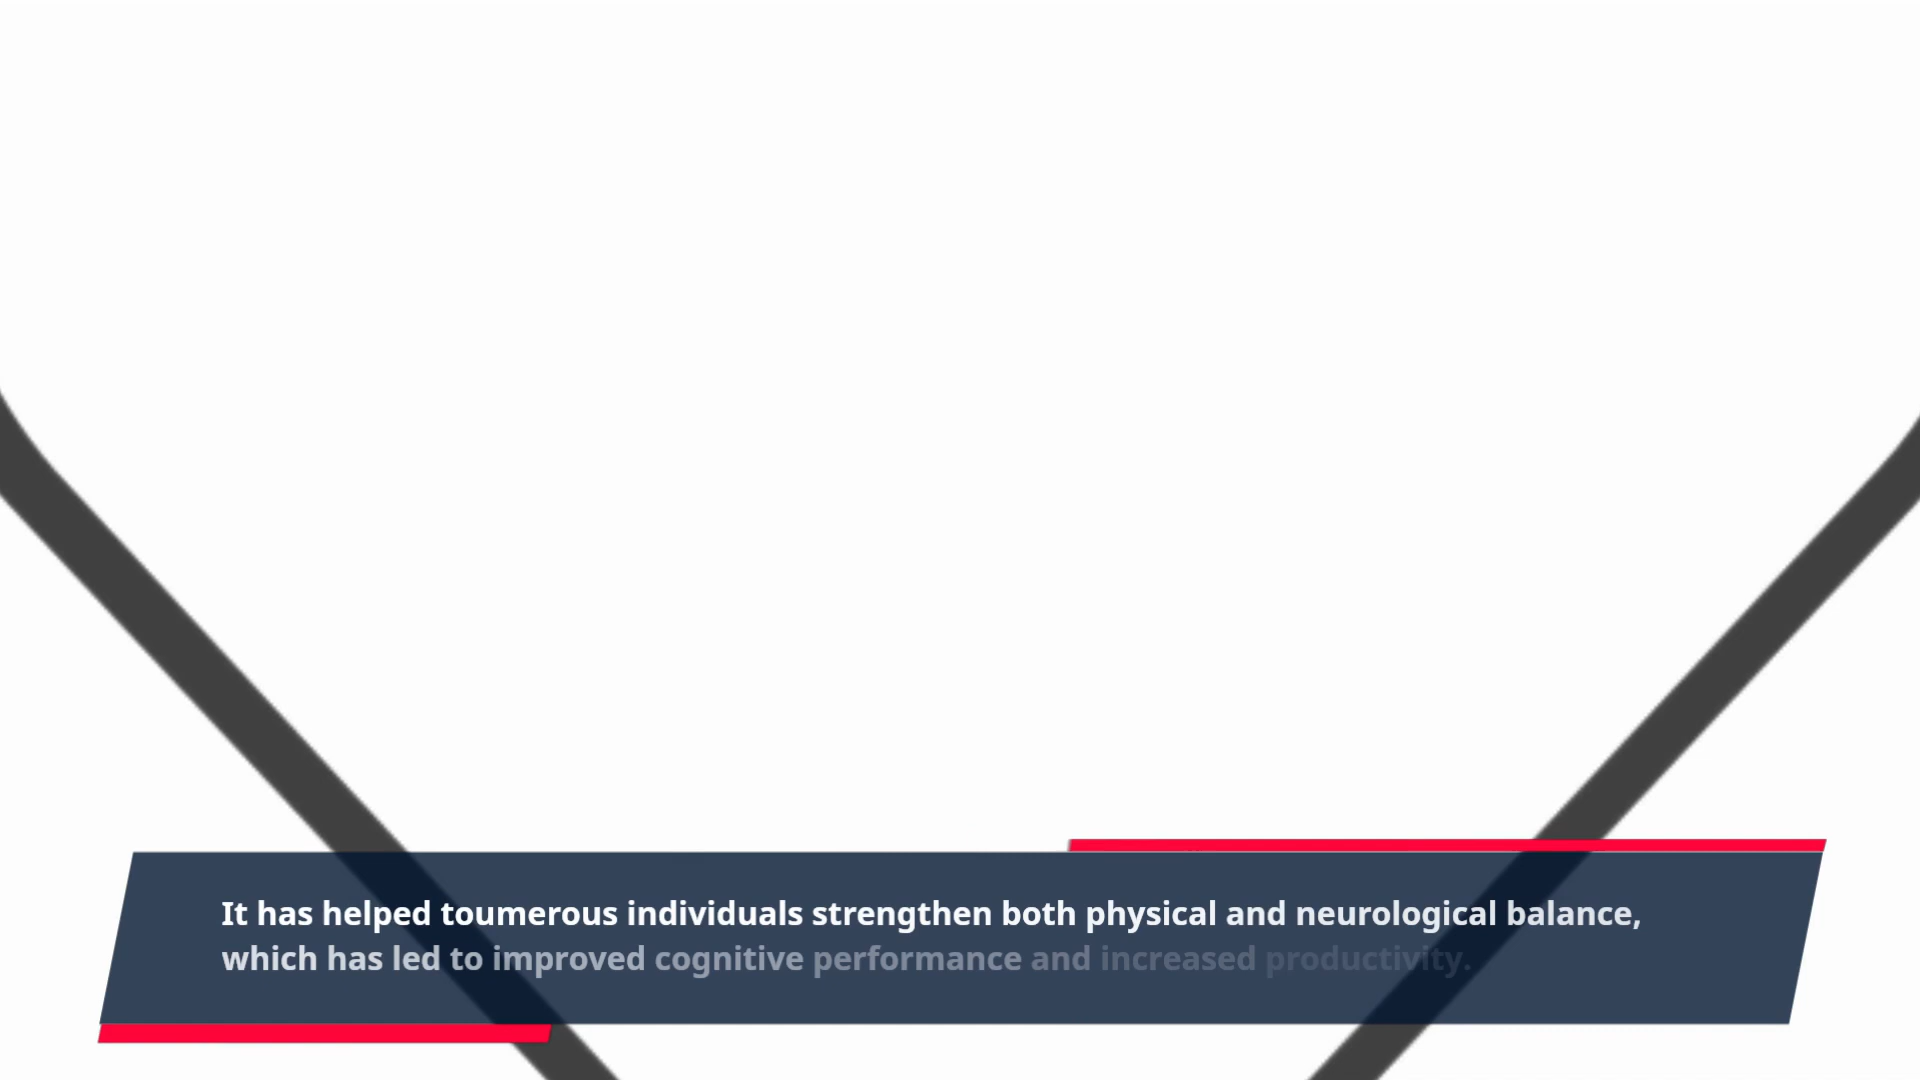 It has helped toumerous individuals strengthen both physical and neurological balance,
which has led to improved cognitive performance and increased productivity.